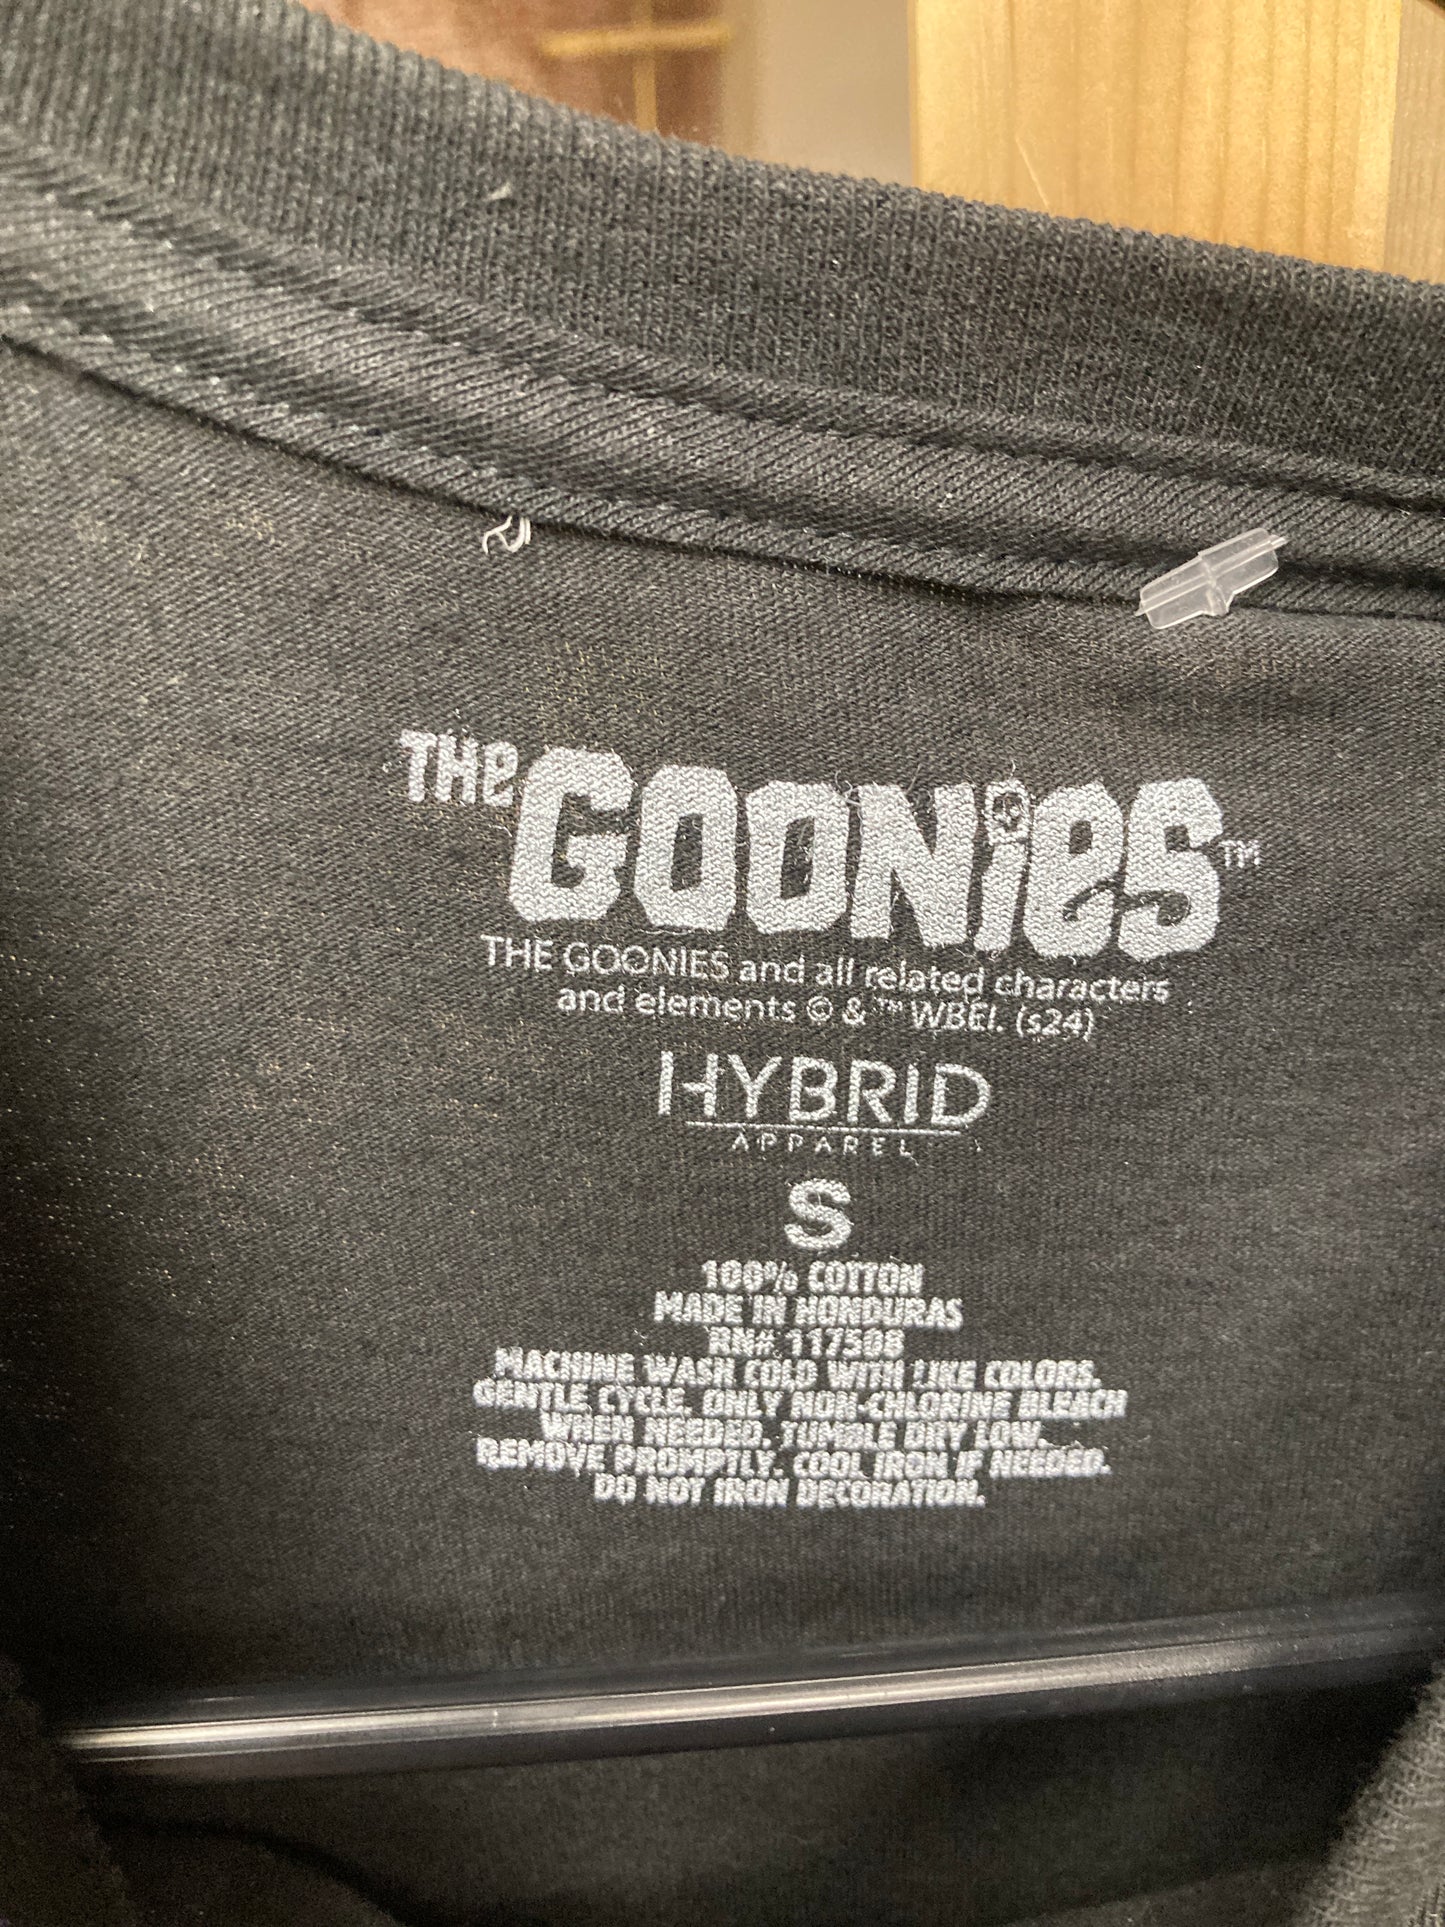 THe GOONieS™
THE GOONIES and all related characters
and elements © & ™ WBEI. (s24)
HYBRID
APPAREL
S
100% COTTON
MADE IN HONDURAS
RN# 117508
MACHINE WASH COLD WITH LIKE COLORS.
GENTLE CYCLE. ONLY NON-CHLORINE BLEACH
WHEN NEEDED. TUMBLE DRY LOW.
REMOVE PROMPTLY. COOL IRON IF NEEDED.
DO NOT IRON DECORATION.